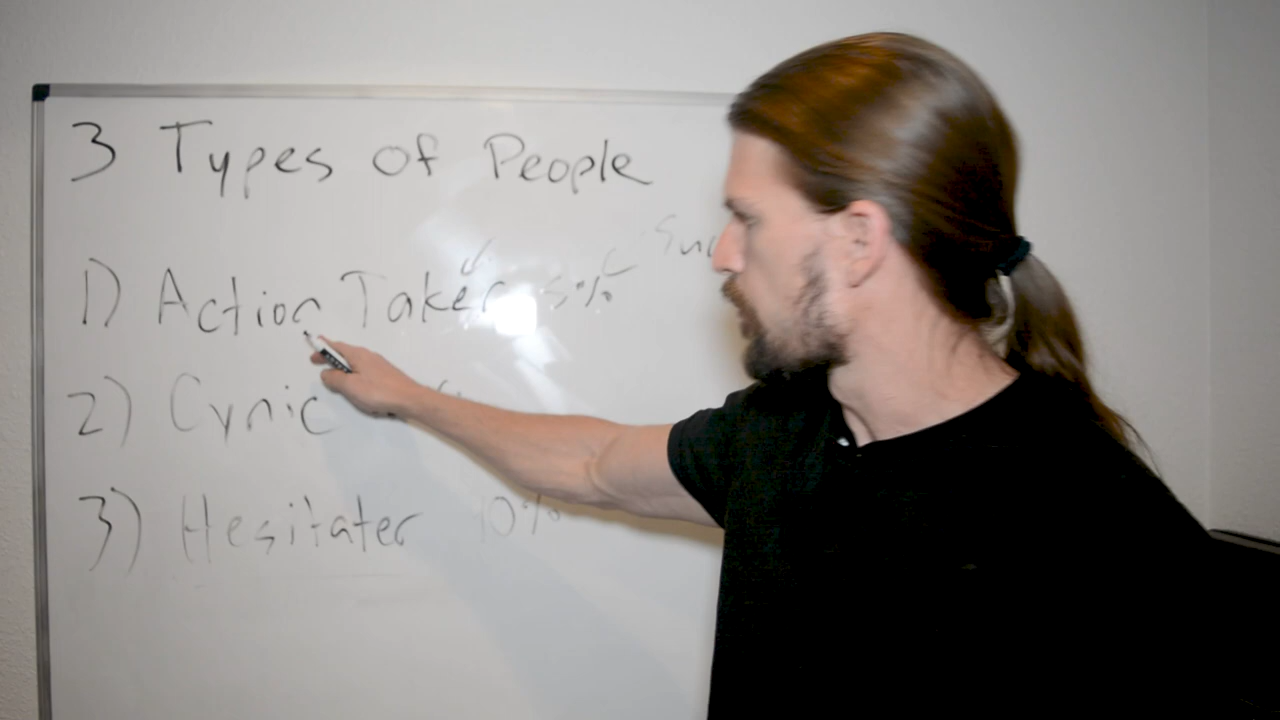 3 Types of People
1) Action Taker 5%
2) Cynic
3) Hesitater 10%